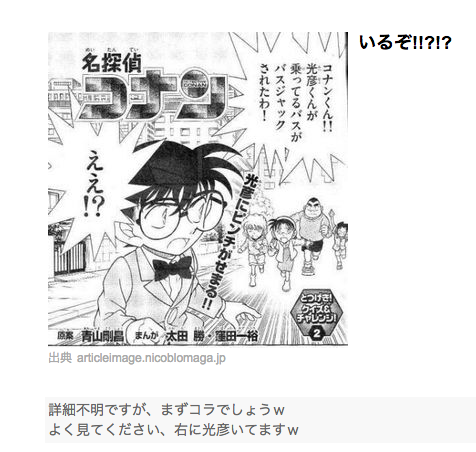 いるぞ!!?!?
名探偵
めいたんてい
コナン
CONAN
コナンくん!!
光彦くんが
乗ってるバスが
バスジャック
されたわ!
ええ!?
光彦にピンチがせまる!!
とつげき!
クイズ&
チャレンジ!
2
原案 青山剛昌 まんが 太田 勝・窪田一裕
出典 articleimage.nicoblomaga.jp
詳細不明ですが、まずコラでしょうｗ
よく見てください、右に光彦いてますｗ